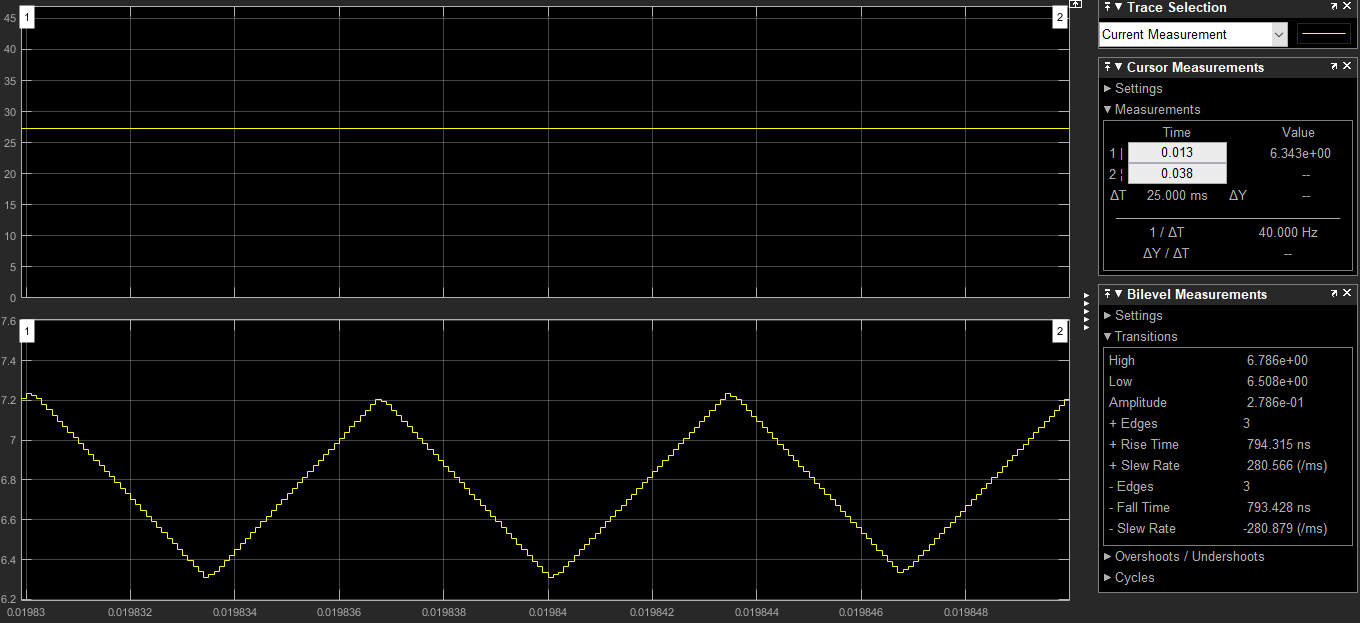 45
40
35
30
25
20
15
10
5
0
1
2
7.6
7.4
7.2
7
6.8
6.6
6.4
6.2
1
2
0.01983
0.019832
0.019834
0.019836
0.019838
0.01984
0.019842
0.019844
0.019846
0.019848
Trace Selection
Current Measurement
Cursor Measurements
Settings
Measurements
Time Value
1 | 0.013 6.343e+00
2 ¦ 0.038 --
ΔT 25.000 ms ΔY --
1 / ΔT 40.000 Hz
ΔY / ΔT --
Bilevel Measurements
Settings
Transitions
High 6.786e+00
Low 6.508e+00
Amplitude 2.786e-01
+ Edges 3
+ Rise Time 794.315 ns
+ Slew Rate 280.566 (/ms)
- Edges 3
- Fall Time 793.428 ns
- Slew Rate -280.879 (/ms)
Overshoots / Undershoots
Cycles